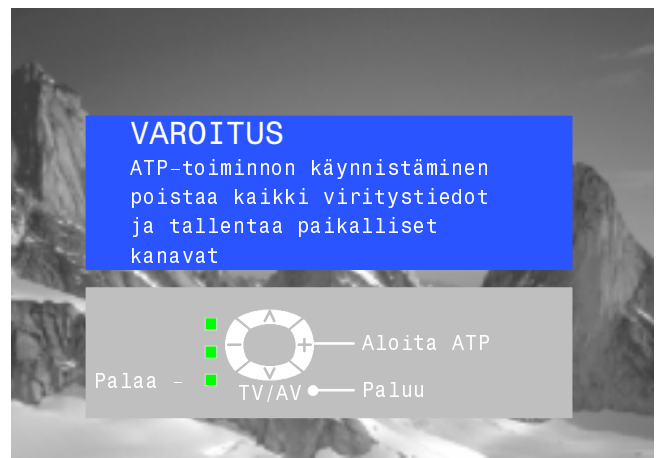 VAROITUS
ATP-toiminnon käynnistäminen
poistaa kaikki viritystiedot
ja tallentaa paikalliset
kanavat
Aloita ATP
Palaa -
TV/AV Paluu